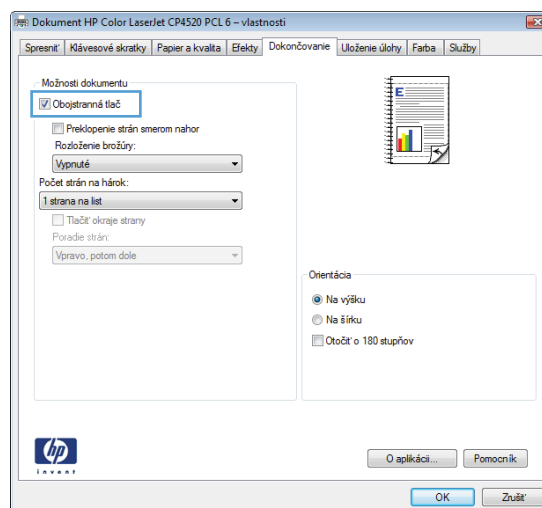 Dokument HP Color LaserJet CP4520 PCL 6 – vlastnosti
Spresniť Klávesové skratky Papier a kvalita Efekty Dokončovanie Uloženie úlohy Farba Služby
Možnosti dokumentu
Obojstranná tlač
Preklopenie strán smerom nahor
Rozloženie brožúry:
Vypnuté
Počet strán na hárok:
1 strana na list
Tlačiť okraje strany
Poradie strán:
Vpravo, potom dole
E
Orientácia
Na výšku
Na šírku
Otočiť o 180 stupňov
hp
invent
O aplikácii... Pomocník
OK Zrušiť